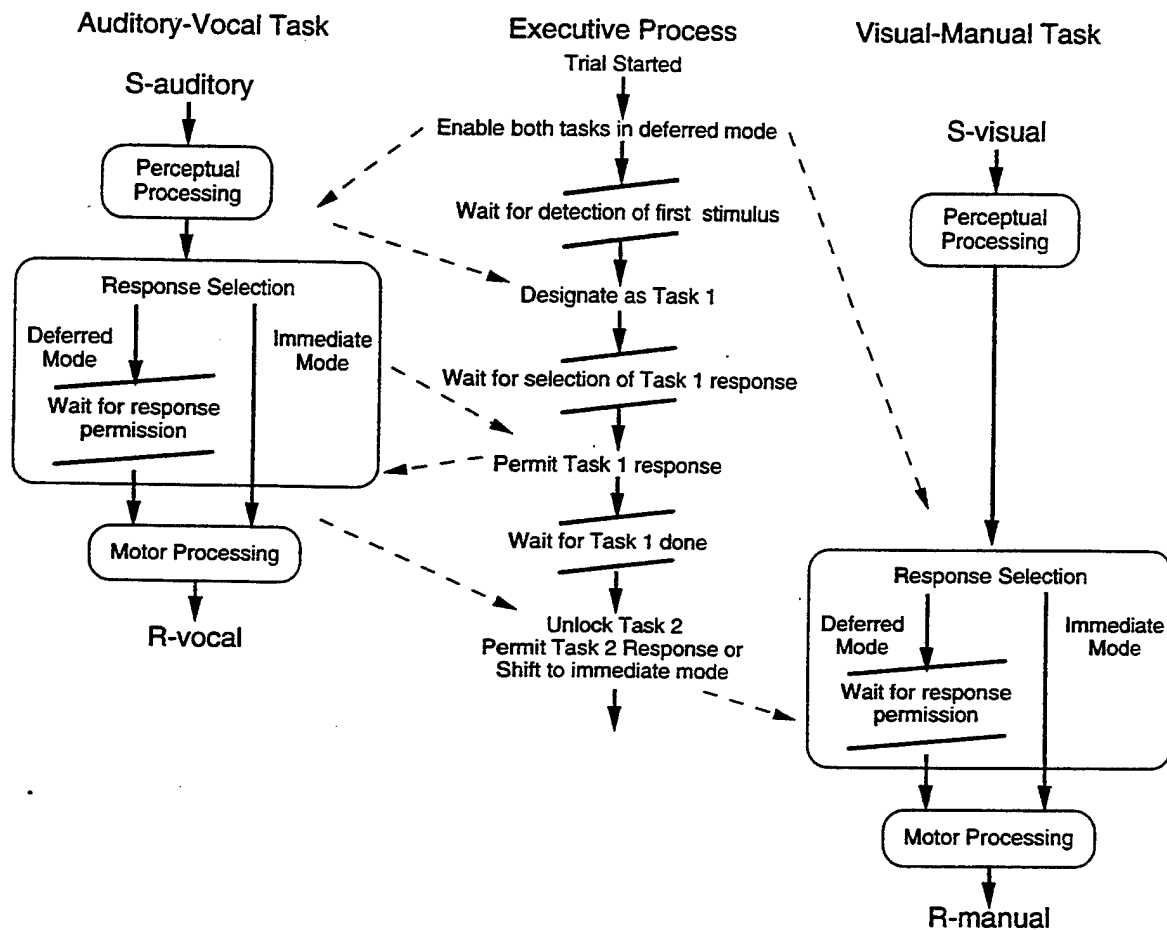 Auditory-Vocal Task
S-auditory
Perceptual
Processing
Response Selection
Deferred
Mode
Immediate
Mode
Wait for response
permission
Motor Processing
R-vocal
Executive Process
Trial Started
Enable both tasks in deferred mode
Wait for detection of first stimulus
Designate as Task 1
Wait for selection of Task 1 response
Permit Task 1 response
Wait for Task 1 done
Unlock Task 2
Permit Task 2 Response or
Shift to immediate mode
Visual-Manual Task
S-visual
Perceptual
Processing
Response Selection
Deferred
Mode
Immediate
Mode
Wait for response
permission
Motor Processing
R-manual